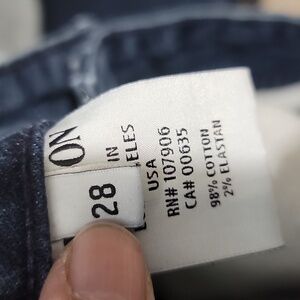 ON
28
IN
ELES
USA
RN# 107906
CA# 00635
98% COTTON
2% ELASTAN